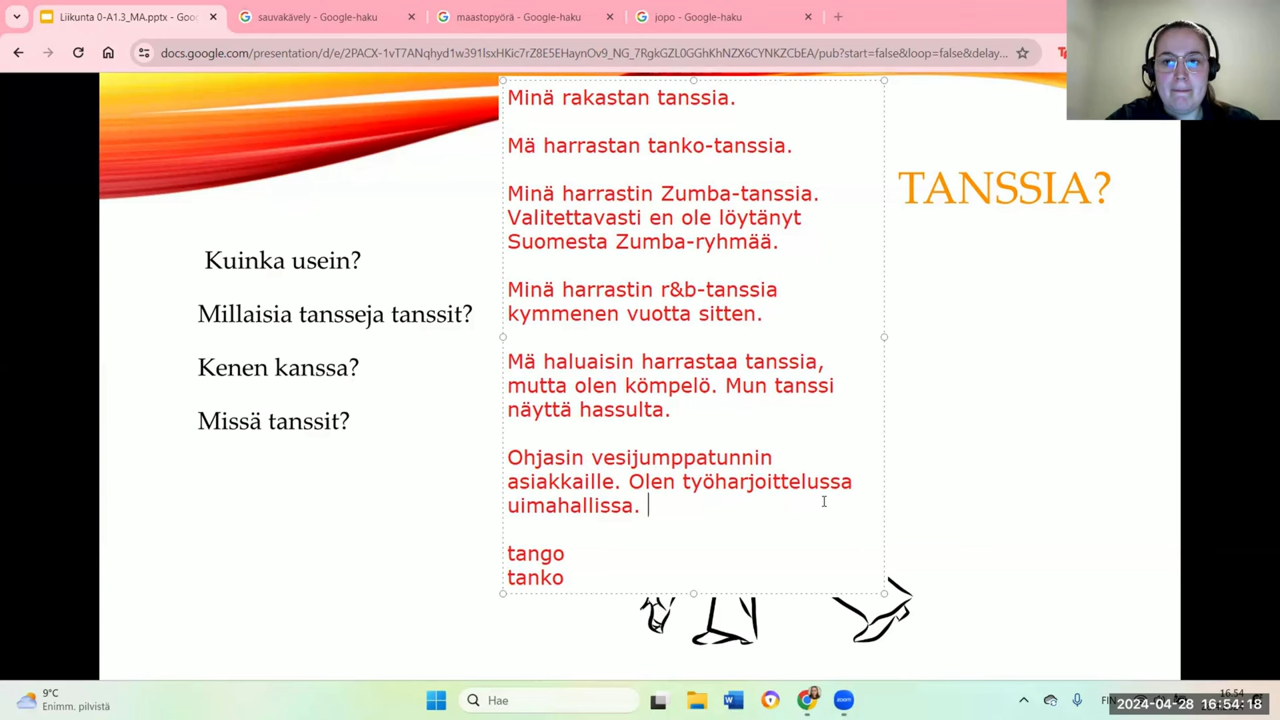 Liikunta 0-A1.3_MA.pptx - Goo
sauvakävely - Google-haku
maastopyörä - Google-haku
jopo - Google-haku
docs.google.com/presentation/d/e/2PACX-1vT7ANqhyd1w391lsxHKic7rZ8E5EHaynOv9_NG_7RgkGZL0GGhKhNZX6CYNKZCbEA/pub?start=false&loop=false&delay...
TANSSIA?
Kuinka usein?
Millaisia tansseja tanssit?
Kenen kanssa?
Missä tanssit?
Minä rakastan tanssia.
Mä harrastan tanko-tanssia.
Minä harrastin Zumba-tanssia.
Valitettavasti en ole löytänyt
Suomesta Zumba-ryhmää.
Minä harrastin r&b-tanssia
kymmenen vuotta sitten.
Mä haluaisin harrastaa tanssia,
mutta olen kömpelö. Mun tanssi
näyttä hassulta.
Ohjasin vesijumppatunnin
asiakkaille. Olen työharjoittelussa
uimahallissa.
tango
tanko
9°C
Enimm. pilvistä
Hae
FIN
16.54
2024-04-28 16:54:18